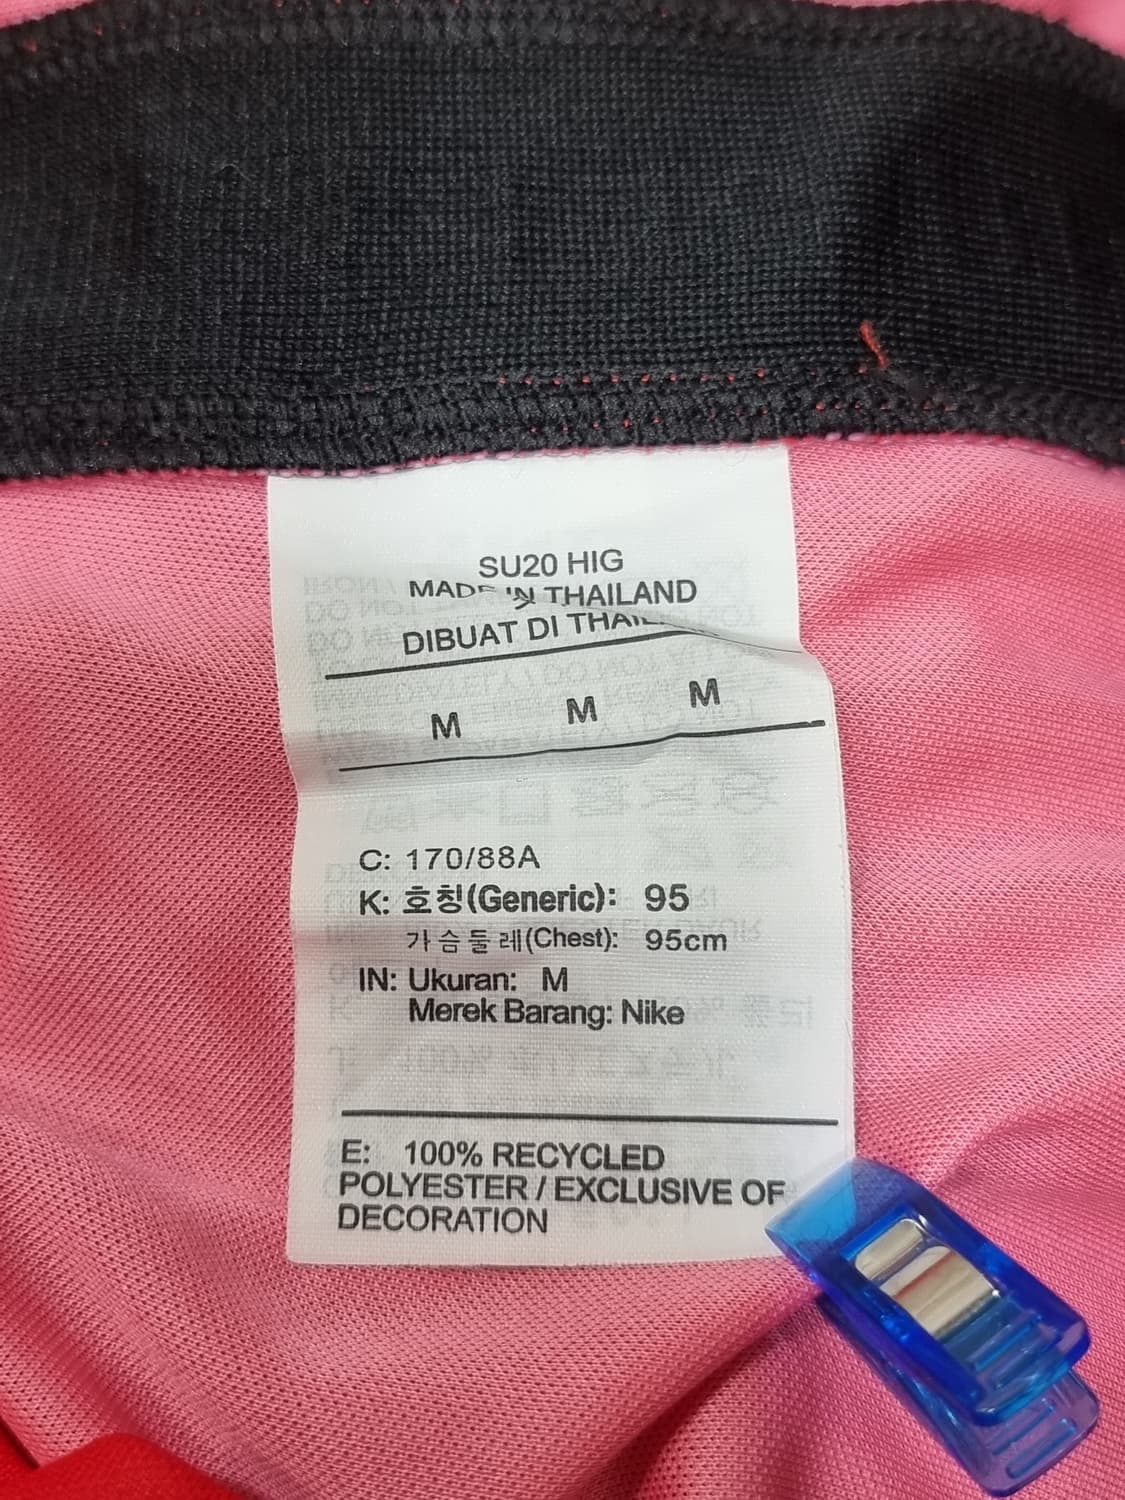 SU20 HIG
MADE IN THAILAND
DIBUAT DI THAILAND
M M M
C: 170/88A
K: 호칭(Generic): 95
가슴둘레(Chest): 95cm
IN: Ukuran: M
Merek Barang: Nike
E: 100% RECYCLED
POLYESTER / EXCLUSIVE OF
DECORATION